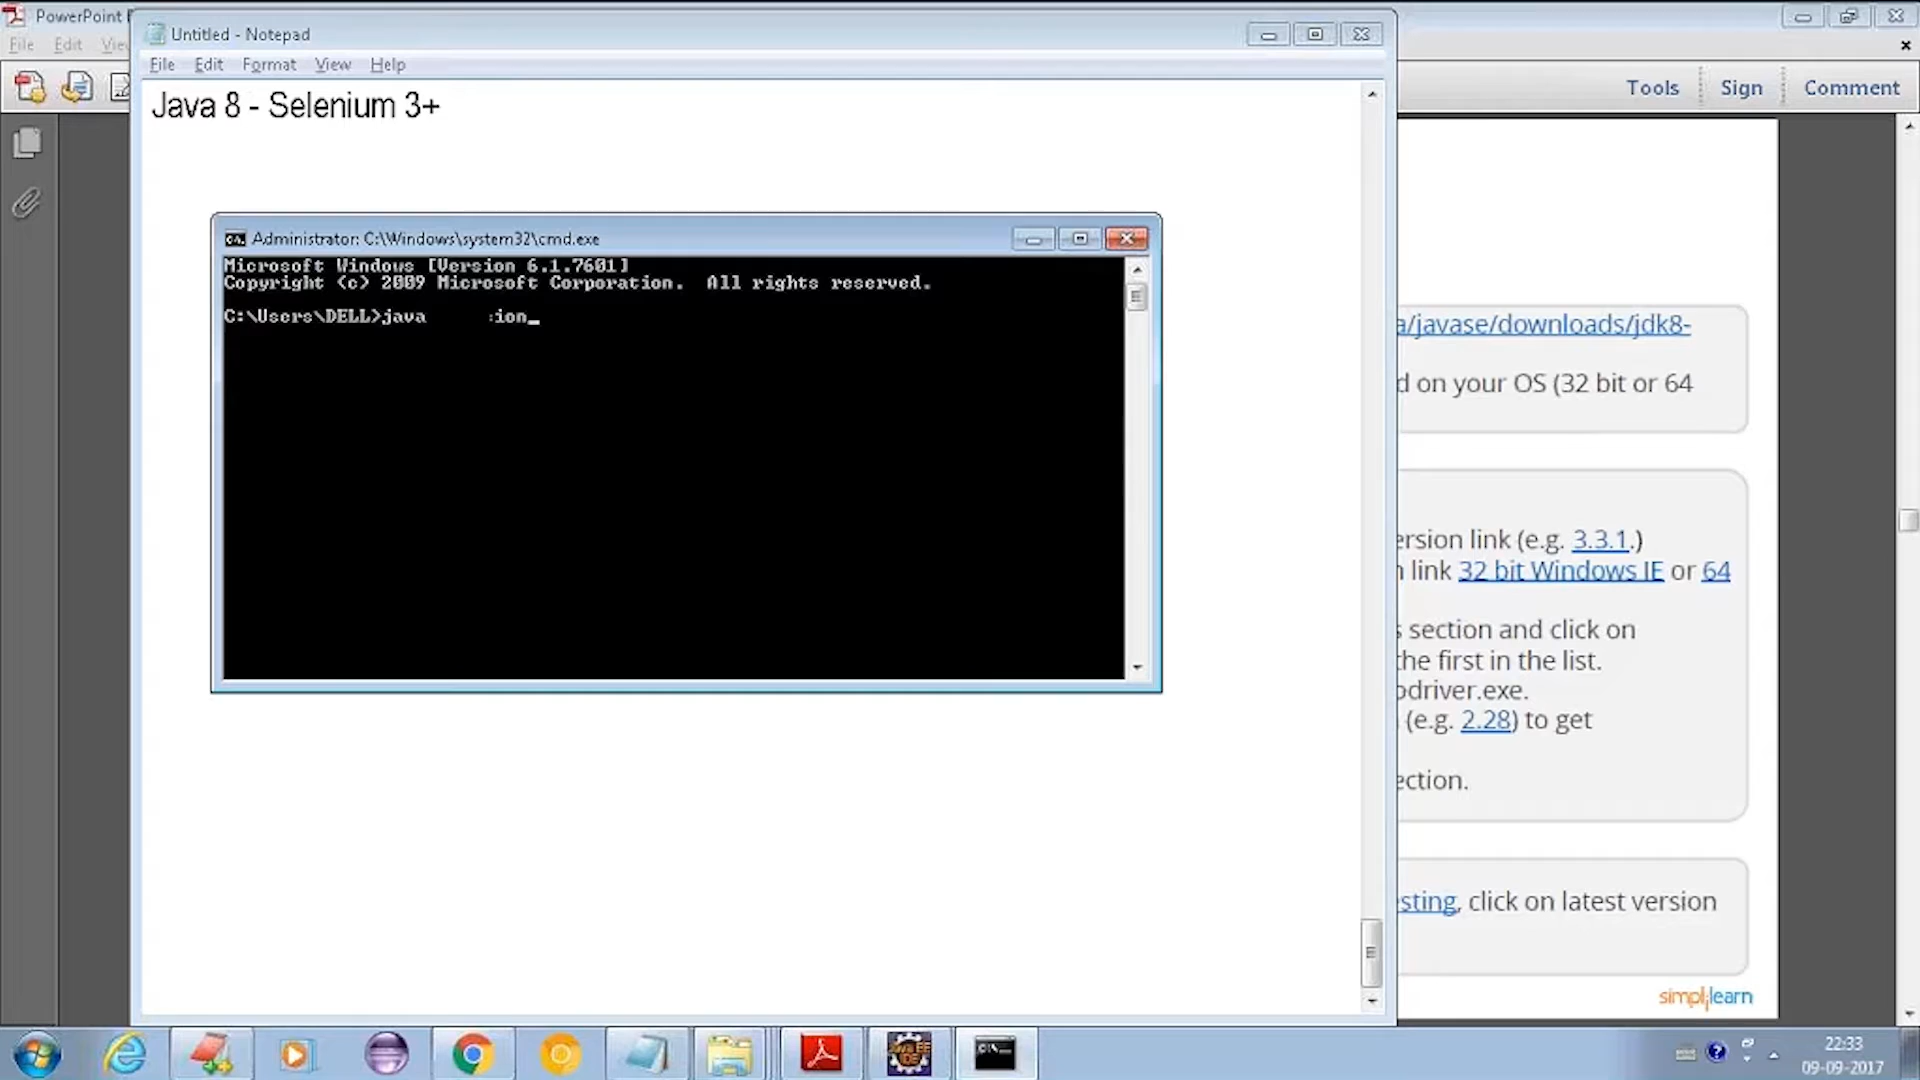 PowerPoint
File Edit
Untitled - Notepad
File Edit Format View Help
Tools Sign Comment
Java 8 - Selenium 3+
Administrator: C:\Windows\system32\cmd.exe
Microsoft Windows [Version 6.1.7601]
Copyright (c) 2009 Microsoft Corporation. All rights reserved.
C:\Users\DELL>java :ion_
a/javase/downloads/jdk8-
d on your OS (32 bit or 64
ersion link (e.g. 3.3.1.)
link 32 bit Windows IE or 64
section and click on
the first in the list.
odriver.exe.
(e.g. 2.28) to get
ection.
sting, click on latest version
simplilearn
22:33
09-09-2017